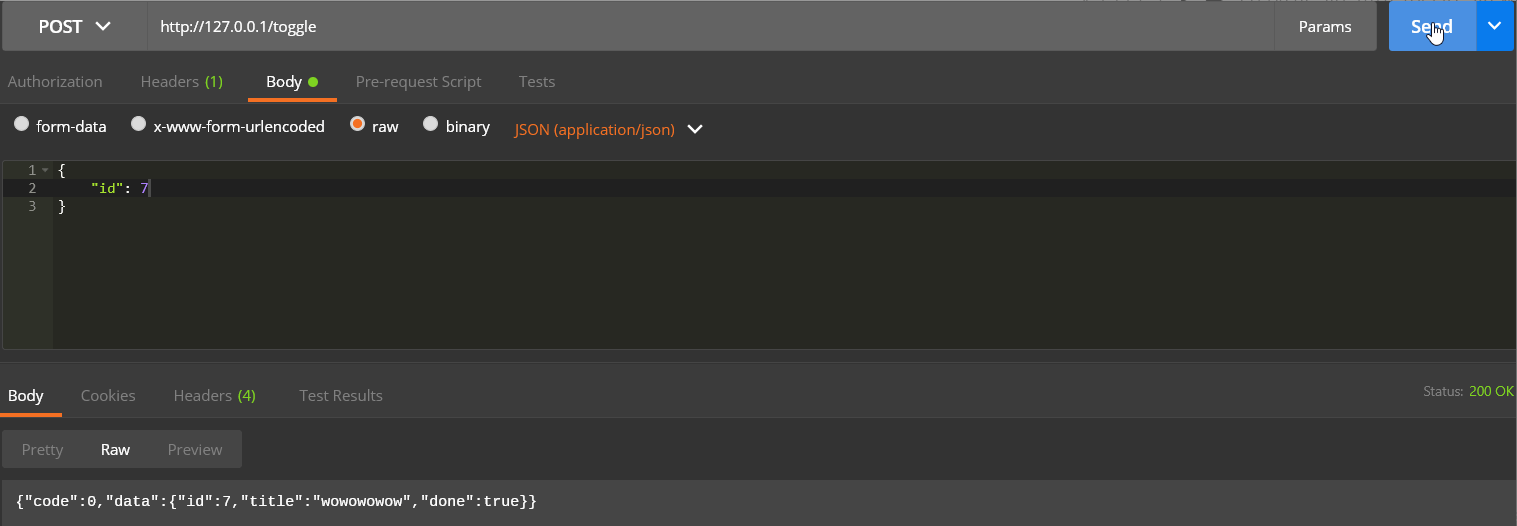 POST http://127.0.0.1/toggle Params Send
Authorization Headers (1) Body Pre-request Script Tests
form-data x-www-form-urlencoded raw binary JSON (application/json)
1 {
2 "id": 7
3 }
Body Cookies Headers (4) Test Results Status: 200 OK
Pretty Raw Preview
{"code":0,"data":{"id":7,"title":"wowowowow","done":true}}